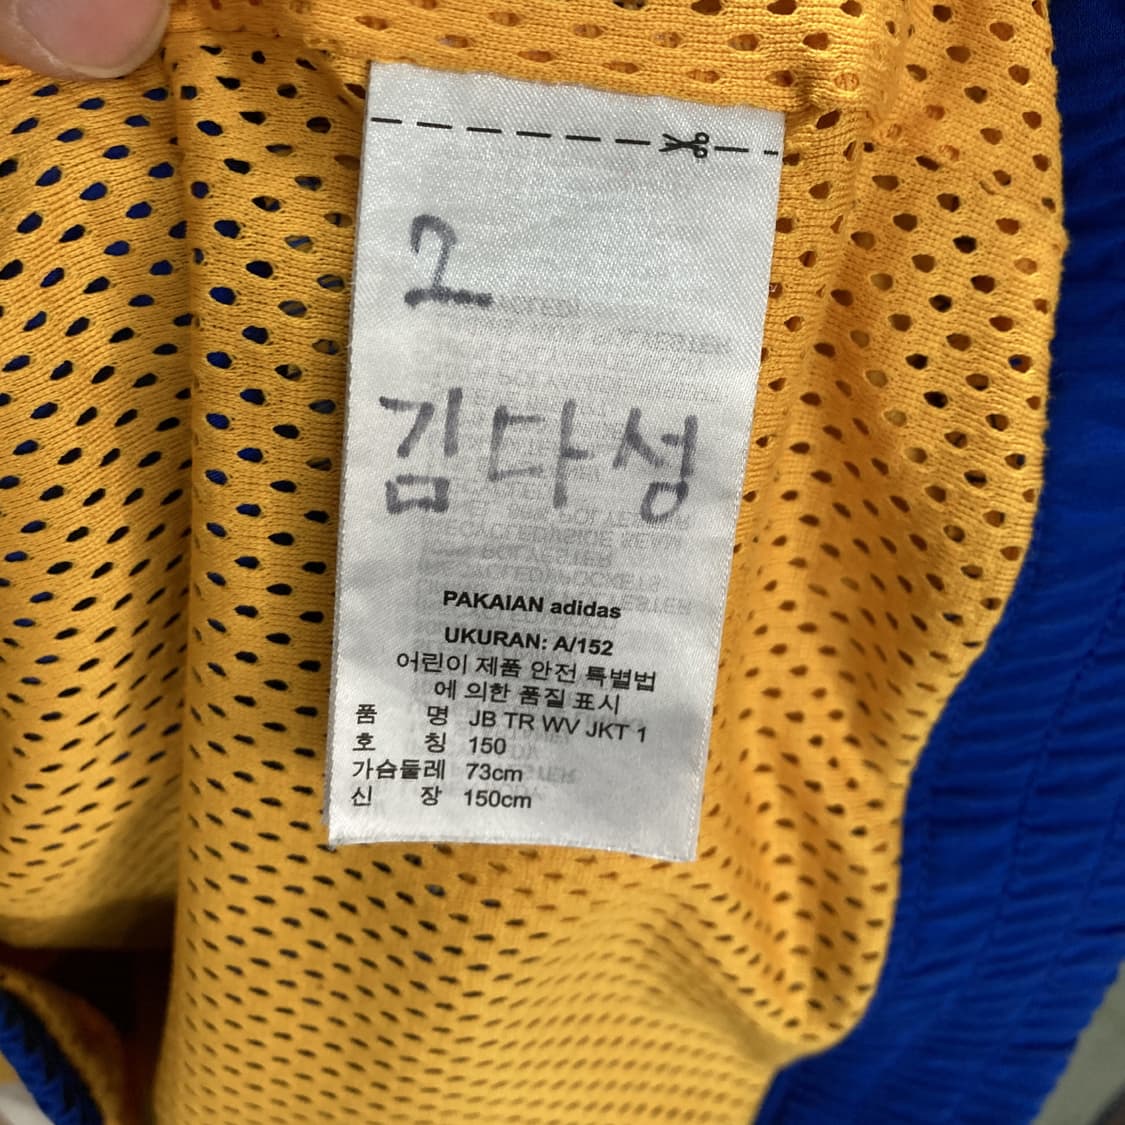 2
김다성
PAKAIAN adidas
UKURAN: A/152
어린이 제품 안전 특별법
에 의한 품질 표시
품 명 JB TR WV JKT 1
호 칭 150
가슴둘레 73cm
신 장 150cm